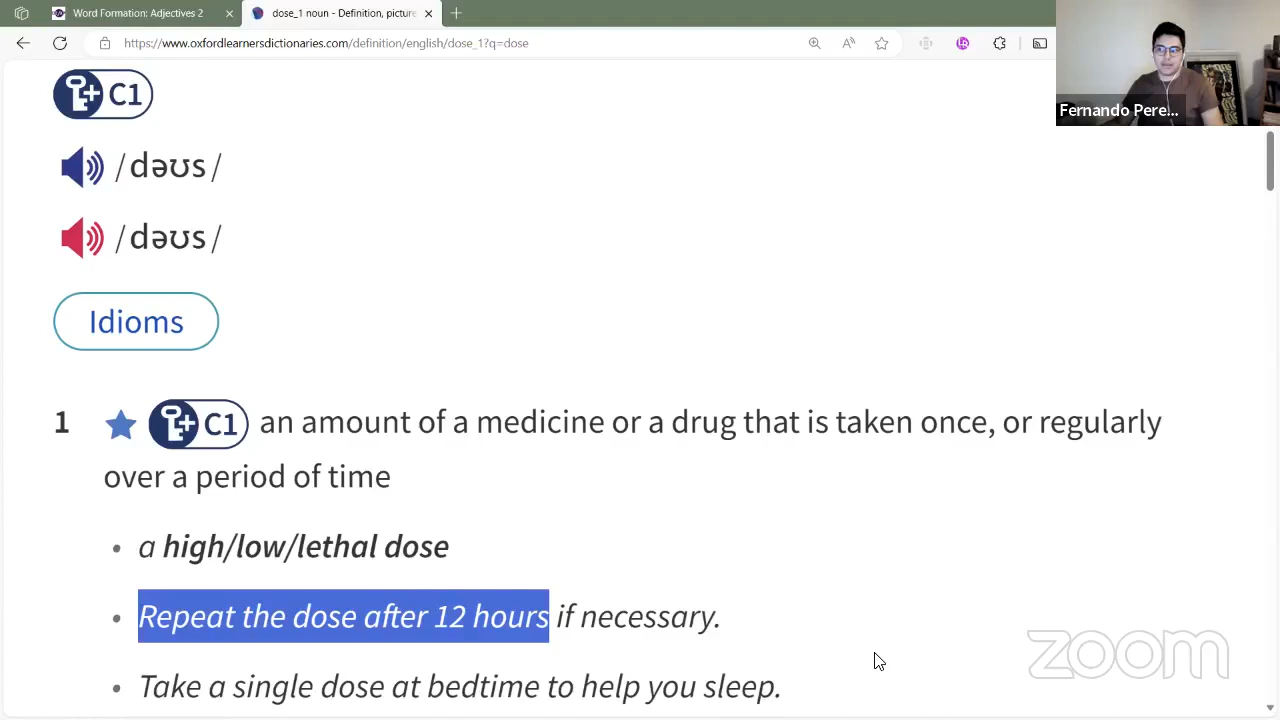 Word Formation: Adjectives 2
dose_1 noun - Definition, picture
https://www.oxfordlearnersdictionaries.com/definition/english/dose_1?q=dose
Fernando Pere...
C1
/dəʊs/
/dəʊs/
Idioms
1 C1 an amount of a medicine or a drug that is taken once, or regularly
over a period of time
• a high/low/lethal dose
• Repeat the dose after 12 hours if necessary.
• Take a single dose at bedtime to help you sleep.
zoom